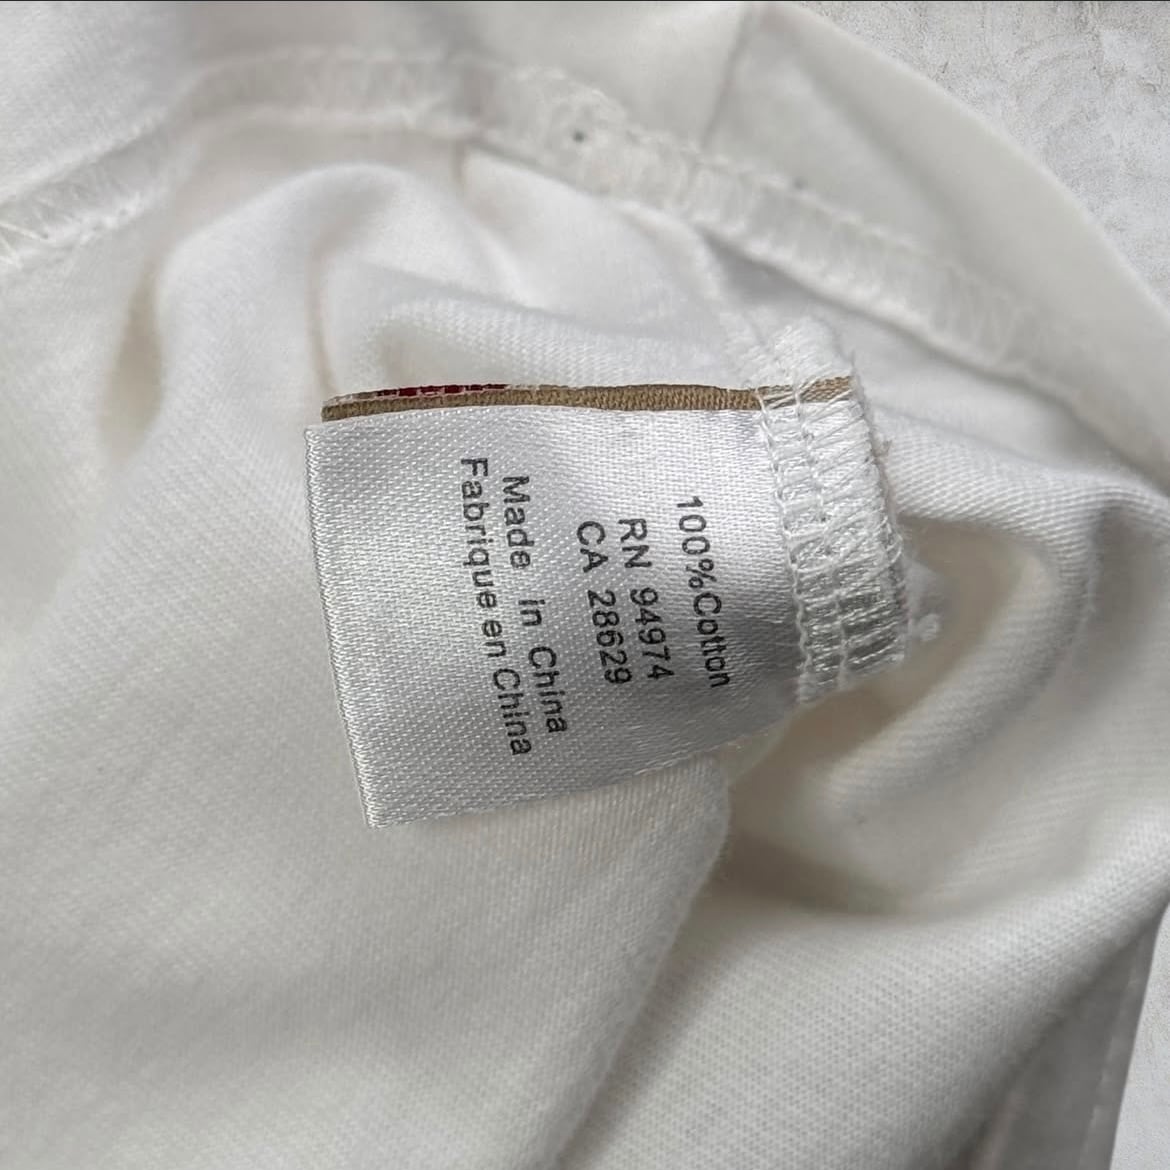 100%Cotton
RN 94974
CA 28629
Made in China
Fabrique en China